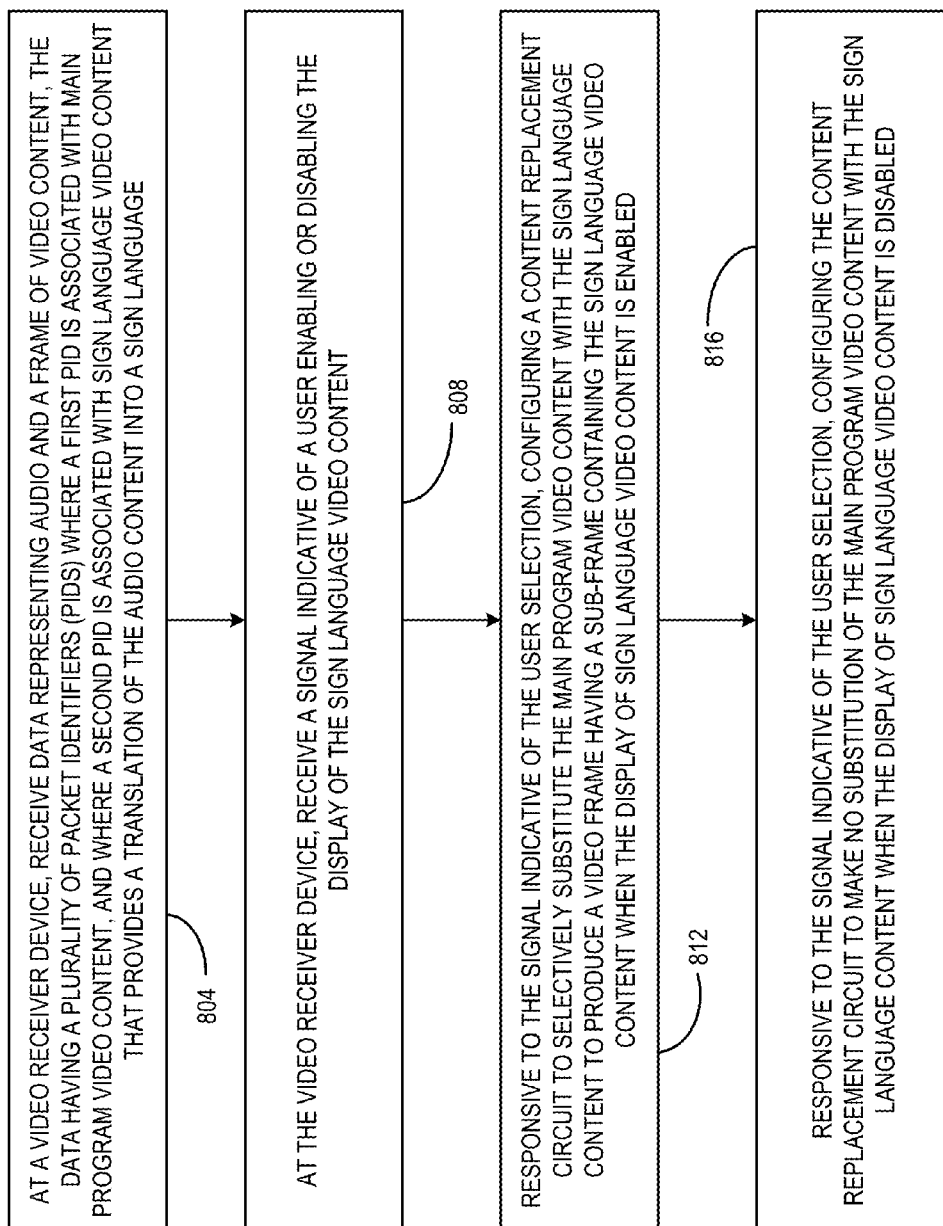 AT A VIDEO RECEIVER DEVICE, RECEIVE DATA REPRESENTING AUDIO AND A FRAME OF VIDEO CONTENT, THE
DATA HAVING A PLURALITY OF PACKET IDENTIFIERS (PIDS) WHERE A FIRST PID IS ASSOCIATED WITH MAIN
PROGRAM VIDEO CONTENT, AND WHERE A SECOND PID IS ASSOCIATED WITH SIGN LANGUAGE VIDEO CONTENT
THAT PROVIDES A TRANSLATION OF THE AUDIO CONTENT INTO A SIGN LANGUAGE
804
AT THE VIDEO RECEIVER DEVICE, RECEIVE A SIGNAL INDICATIVE OF A USER ENABLING OR DISABLING THE
DISPLAY OF THE SIGN LANGUAGE VIDEO CONTENT
808
RESPONSIVE TO THE SIGNAL INDICATIVE OF THE USER SELECTION, CONFIGURING A CONTENT REPLACEMENT
CIRCUIT TO SELECTIVELY SUBSTITUTE THE MAIN PROGRAM VIDEO CONTENT WITH THE SIGN LANGUAGE
CONTENT TO PRODUCE A VIDEO FRAME HAVING A SUB-FRAME CONTAINING THE SIGN LANGUAGE VIDEO
CONTENT WHEN THE DISPLAY OF SIGN LANGUAGE VIDEO CONTENT IS ENABLED
812
RESPONSIVE TO THE SIGNAL INDICATIVE OF THE USER SELECTION, CONFIGURING THE CONTENT
REPLACEMENT CIRCUIT TO MAKE NO SUBSTITUTION OF THE MAIN PROGRAM VIDEO CONTENT WITH THE SIGN
LANGUAGE CONTENT WHEN THE DISPLAY OF SIGN LANGUAGE VIDEO CONTENT IS DISABLED
816